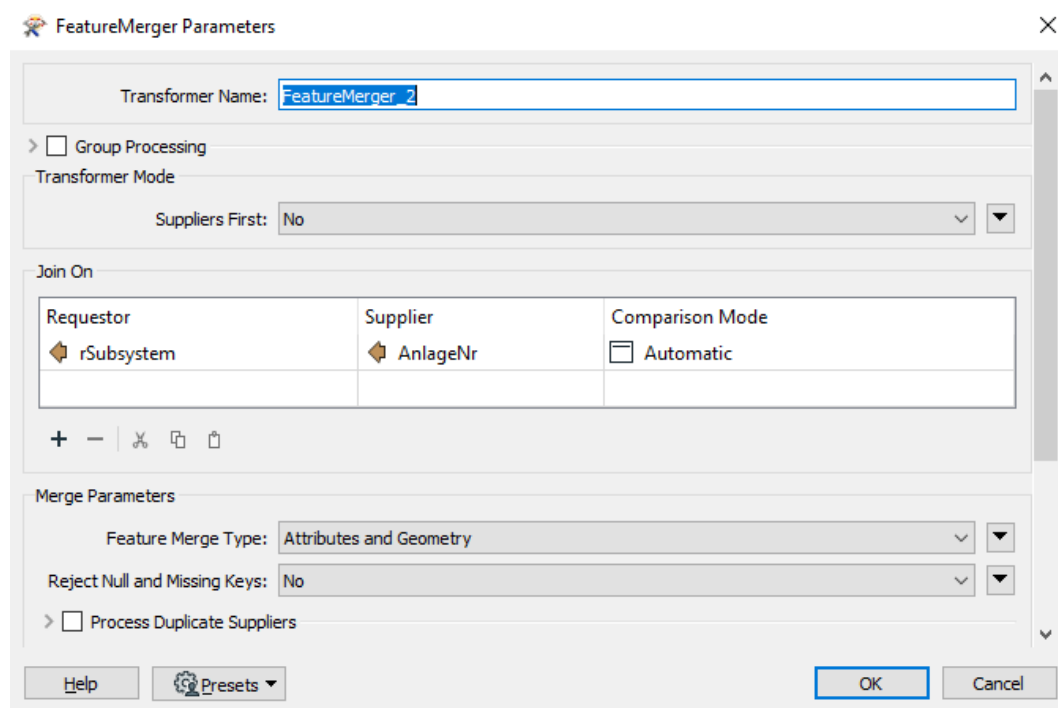 FeatureMerger Parameters
Transformer Name: FeatureMerger_2
Group Processing
Transformer Mode
Suppliers First: No
Join On
Requestor Supplier Comparison Mode
rSubsystem AnlageNr Automatic
Merge Parameters
Feature Merge Type: Attributes and Geometry
Reject Null and Missing Keys: No
Process Duplicate Suppliers
Help Presets OK Cancel